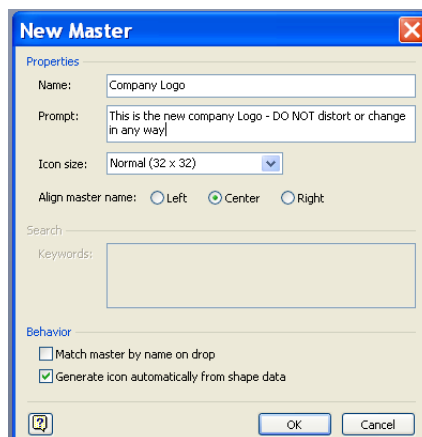 New Master
Properties
Name: Company Logo
Prompt: This is the new company Logo - DO NOT distort or change
in any way
Icon size: Normal (32 x 32)
Align master name: Left Center Right
Search
Keywords:
Behavior
Match master by name on drop
Generate icon automatically from shape data
? OK Cancel